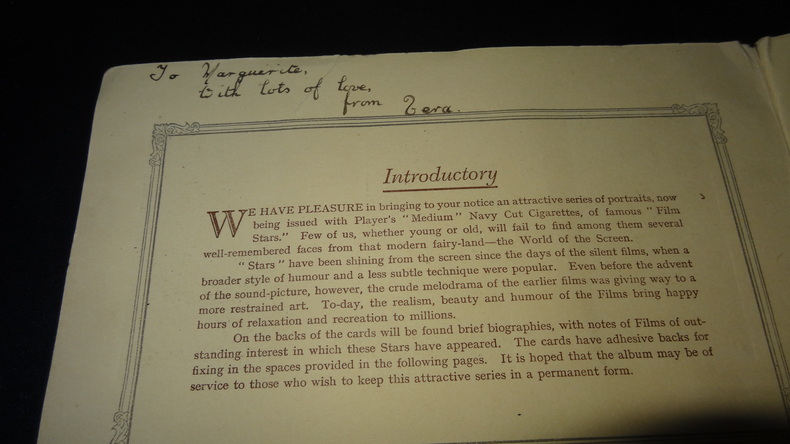 To Marguerite,
With lots of love,
from
Introductory
WE HAVE PLEASURE in bringing to your notice an attractive series of portraits, now
being issued with Player's "Medium" Navy Cut Cigarettes, of famous "Film
Stars." Few of us, whether young or old, will fail to find among them several
well-remembered faces from that modern fairy-land—the World of the Screen.
"Stars" have been shining from the screen since the days of the silent films, when a
broader style of humour and a less subtle technique were popular. Even before the advent
of the sound-picture, however, the crude melodrama of the earlier films was giving way to a
more restrained art. To-day, the realism, beauty and humour of the Films bring happy
hours of relaxation and recreation to millions.
On the backs of the cards will be found brief biographies, with notes of Films of out-
standing interest in which these Stars have appeared. The cards have adhesive backs for
fixing in the spaces provided in the following pages. It is hoped that the album may be of
service to those who wish to keep this attractive series in a permanent form.